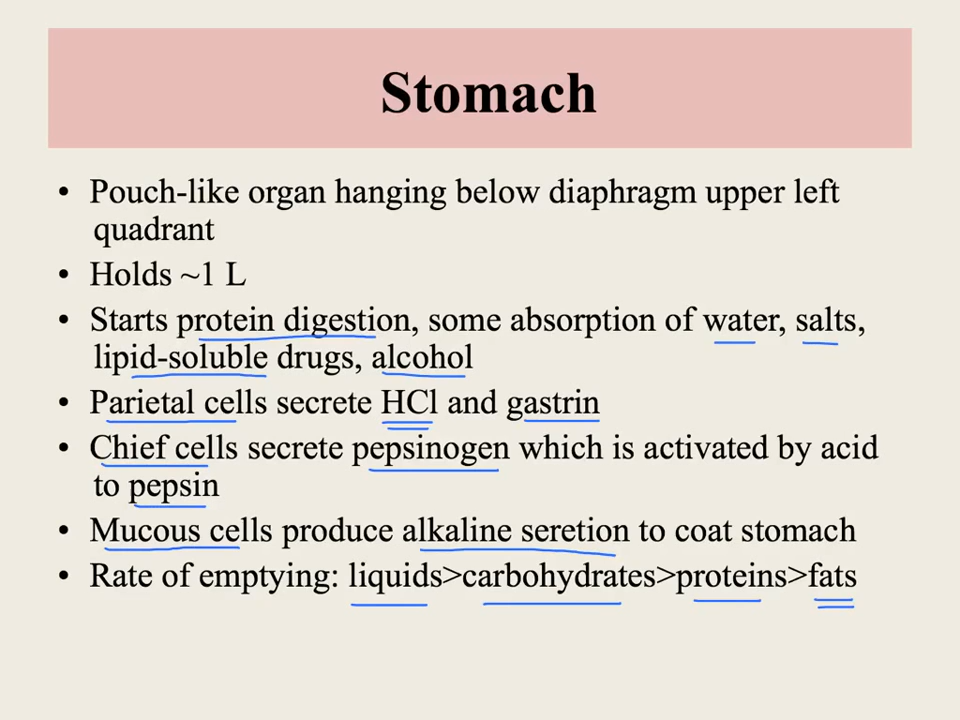 Stomach
• Pouch-like organ hanging below diaphragm upper left
quadrant
• Holds ~1 L
• Starts protein digestion, some absorption of water, salts,
lipid-soluble drugs, alcohol
• Parietal cells secrete HCl and gastrin
• Chief cells secrete pepsinogen which is activated by acid
to pepsin
• Mucous cells produce alkaline seretion to coat stomach
• Rate of emptying: liquids>carbohydrates>proteins>fats